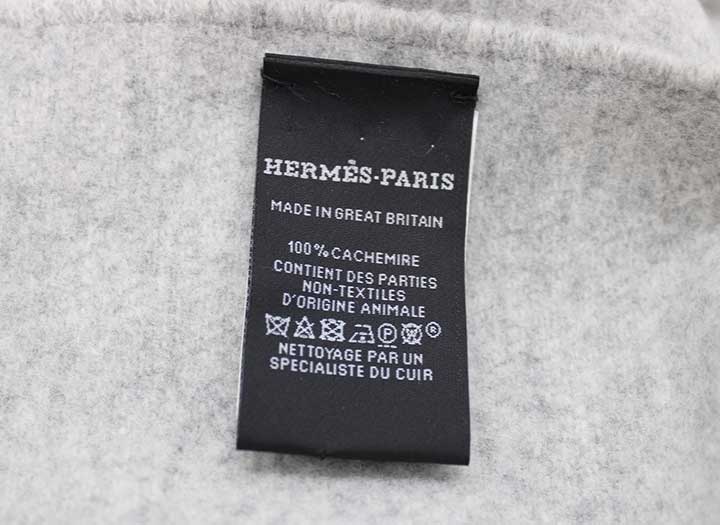 HERMÈS-PARIS
MADE IN GREAT BRITAIN
100% CACHEMIRE
CONTIENT DES PARTIES
NON-TEXTILES
D'ORIGINE ANIMALE
P W ®
NETTOYAGE PAR UN
SPECIALISTE DU CUIR